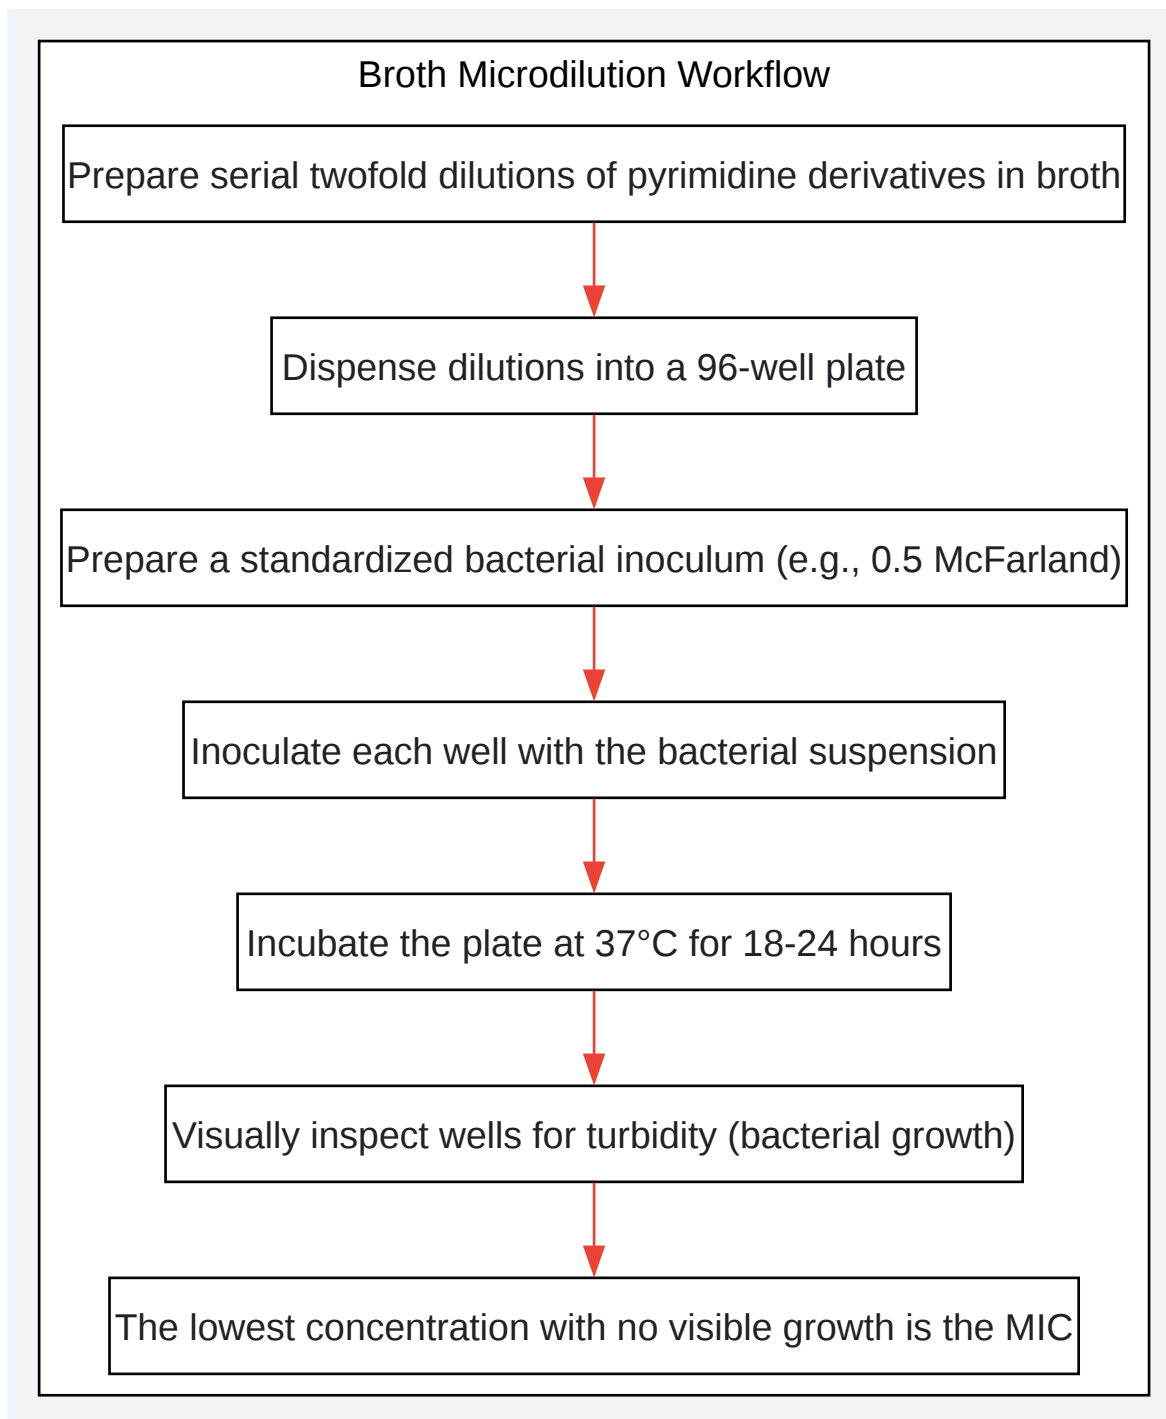 Broth Microdilution Workflow
Prepare serial twofold dilutions of pyrimidine derivatives in broth
Dispense dilutions into a 96-well plate
Prepare a standardized bacterial inoculum (e.g., 0.5 McFarland)
Inoculate each well with the bacterial suspension
Incubate the plate at 37°C for 18-24 hours
Visually inspect wells for turbidity (bacterial growth)
The lowest concentration with no visible growth is the MIC